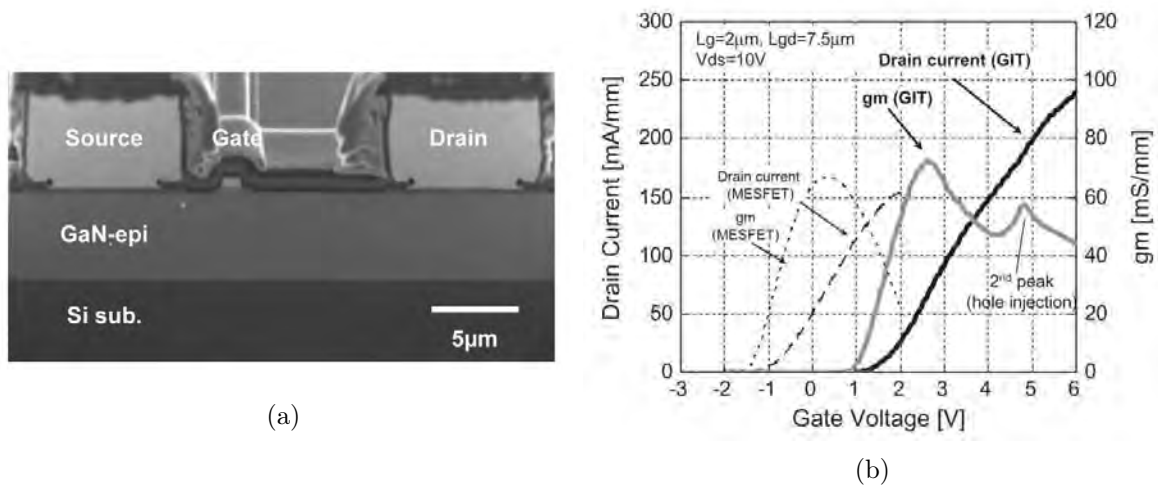 Source
Gate
Drain
GaN-epi
Si sub.
5μm
(a)
Lg=2μm, Lgd=7.5μm
Vds=10V
Drain current (GIT)
gm (GIT)
Drain current
(MESFET)
gm
(MESFET)
2nd peak
(hole injection)
Drain Current [mA/mm]
300
250
200
150
100
50
0
gm [mS/mm]
120
100
80
60
40
20
0
-3 -2 -1 0 1 2 3 4 5 6
Gate Voltage [V]
(b)